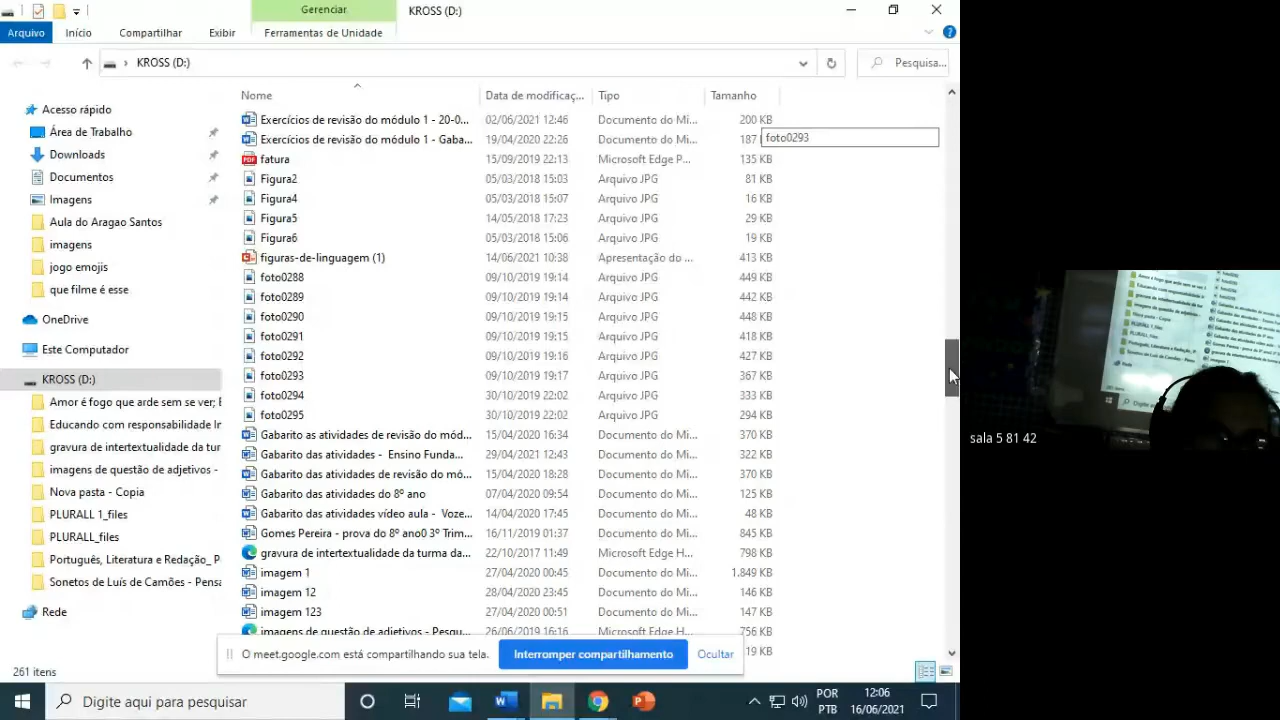 Gerenciar
KROSS (D:)
Arquivo
Início
Compartilhar
Exibir
Ferramentas de Unidade
KROSS (D:)
Pesquisa...
Nome
Data de modificaç...
Tipo
Tamanho
Acesso rápido
Área de Trabalho
Downloads
Documentos
Imagens
Aula do Aragao Santos
imagens
jogo emojis
que filme é esse
OneDrive
Este Computador
KROSS (D:)
Amor é fogo que arde sem se ver; E
Educando com responsabilidade In
gravura de intertextualidade da tur
imagens de questão de adjetivos -
Nova pasta - Copia
PLURALL 1_files
PLURALL_files
Português, Literatura e Redação_ P
Sonetos de Luís de Camões - Pensa
Rede
Exercícios de revisão do módulo 1 - 20-0... 02/06/2021 12:46 Documento do Mi... 200 KB
Exercícios de revisão do módulo 1 - Gaba... 19/04/2020 22:26 Documento do Mi... 187
foto0293
fatura 15/09/2019 22:13 Microsoft Edge P... 135 KB
Figura2 05/03/2018 15:03 Arquivo JPG 81 KB
Figura4 05/03/2018 15:07 Arquivo JPG 16 KB
Figura5 14/05/2018 17:23 Arquivo JPG 29 KB
Figura6 05/03/2018 15:06 Arquivo JPG 19 KB
figuras-de-linguagem (1) 14/06/2021 10:38 Apresentação do ... 413 KB
foto0288 09/10/2019 19:14 Arquivo JPG 449 KB
foto0289 09/10/2019 19:14 Arquivo JPG 442 KB
foto0290 09/10/2019 19:15 Arquivo JPG 448 KB
foto0291 09/10/2019 19:15 Arquivo JPG 418 KB
foto0292 09/10/2019 19:16 Arquivo JPG 427 KB
foto0293 09/10/2019 19:17 Arquivo JPG 367 KB
foto0294 30/10/2019 22:02 Arquivo JPG 333 KB
foto0295 30/10/2019 22:02 Arquivo JPG 294 KB
Gabarito as atividades de revisão do mód... 15/04/2020 16:34 Documento do Mi... 370 KB
Gabarito das atividades - Ensino Funda... 29/04/2021 12:43 Documento do Mi... 322 KB
Gabarito das atividades de revisão do mó... 15/04/2020 18:28 Documento do Mi... 370 KB
Gabarito das atividades do 8º ano 07/04/2020 09:54 Documento do Mi... 125 KB
Gabarito das atividades vídeo aula - Voze... 14/04/2020 17:45 Documento do Mi... 48 KB
Gomes Pereira - prova do 8º ano0 3º Trim... 16/11/2019 01:37 Documento do Mi... 845 KB
gravura de intertextualidade da turma da... 22/10/2017 11:49 Microsoft Edge H... 798 KB
imagem 1 27/04/2020 00:45 Documento do Mi... 1.849 KB
imagem 12 28/04/2020 23:45 Documento do Mi... 146 KB
imagem 123 27/04/2020 00:51 Documento do Mi... 147 KB
imagens de questão de adjetivos - Pesqu... 26/06/2019 16:16 Microsoft Edge H... 756 KB
19 KB
O meet.google.com está compartilhando sua tela.
Interromper compartilhamento
Ocultar
261 itens
Digite aqui para pesquisar
POR
PTB
12:06
16/06/2021
sala 5 81 42